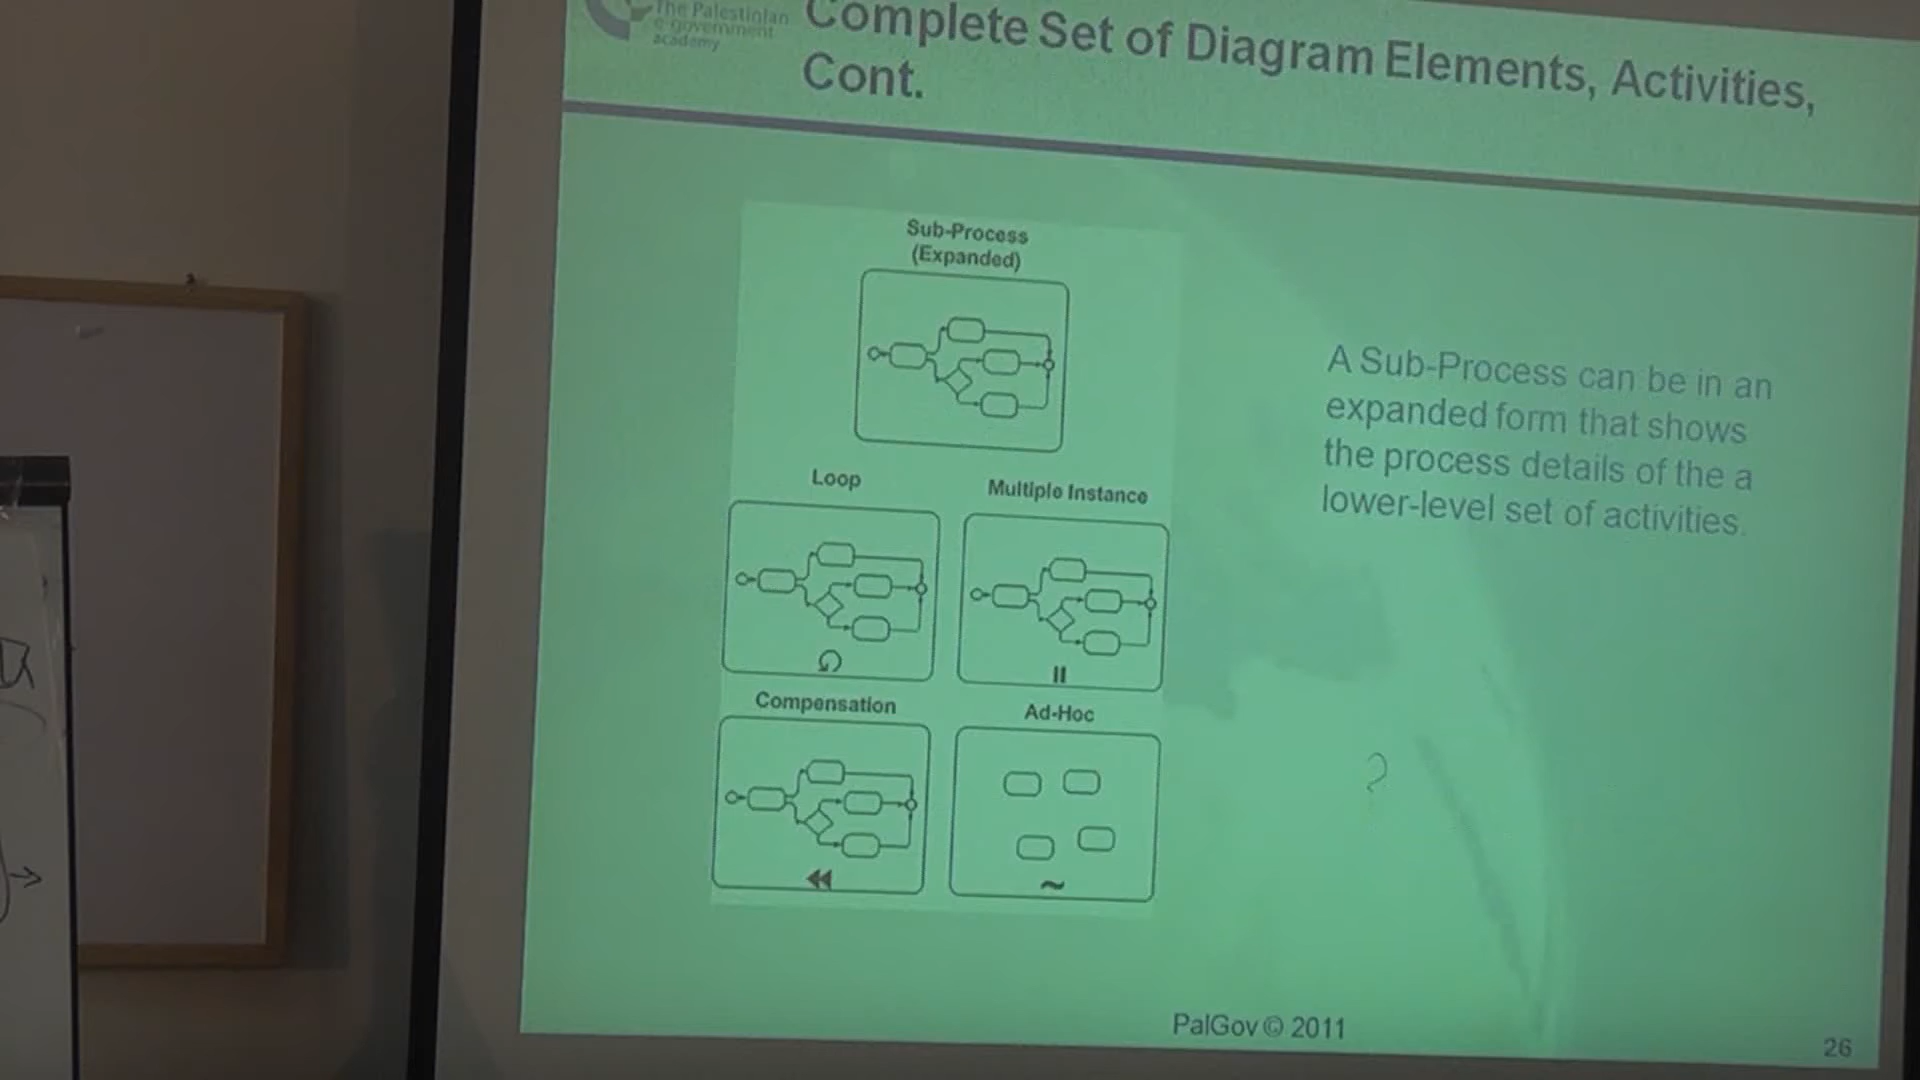 The Palestinian
e-government
academy
Complete Set of Diagram Elements, Activities,
Cont.
Sub-Process
(Expanded)
Loop
Multiple Instance
Compensation
Ad-Hoc
A Sub-Process can be in an
expanded form that shows
the process details of the a
lower-level set of activities.
?
PalGov © 2011
26